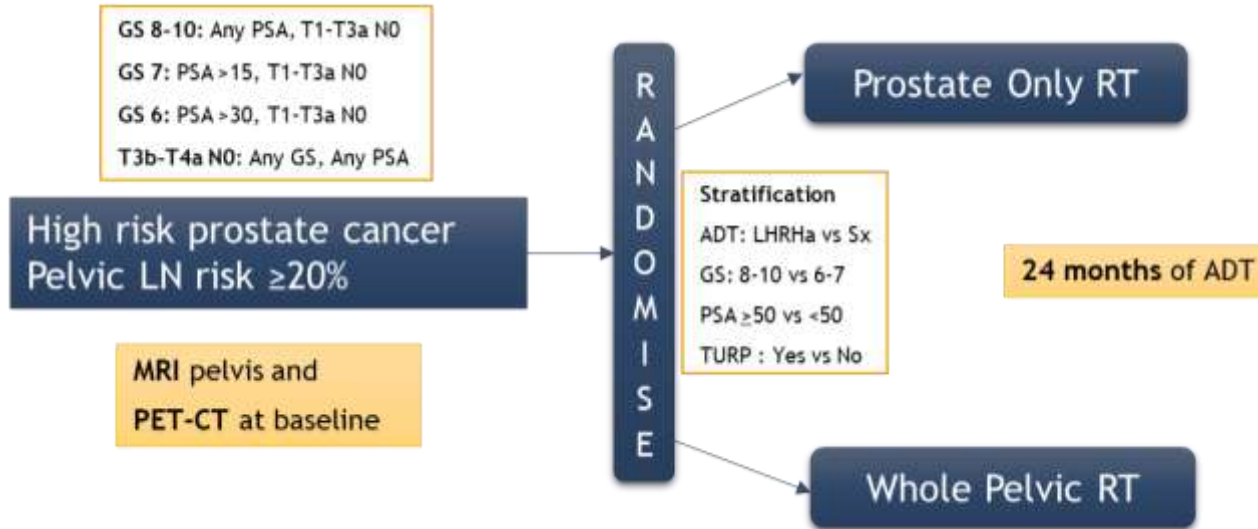 GS 8-10: Any PSA, T1-T3a N0
GS 7: PSA >15, T1-T3a N0
GS 6: PSA >30, T1-T3a N0
T3b-T4a N0: Any GS, Any PSA
High risk prostate cancer
Pelvic LN risk ≥20%
MRI pelvis and
PET-CT at baseline
R
A
N
D
O
M
I
S
E
Prostate Only RT
Stratification
ADT: LHRHa vs Sx
GS: 8-10 vs 6-7
PSA ≥50 vs <50
TURP : Yes vs No
24 months of ADT
Whole Pelvic RT